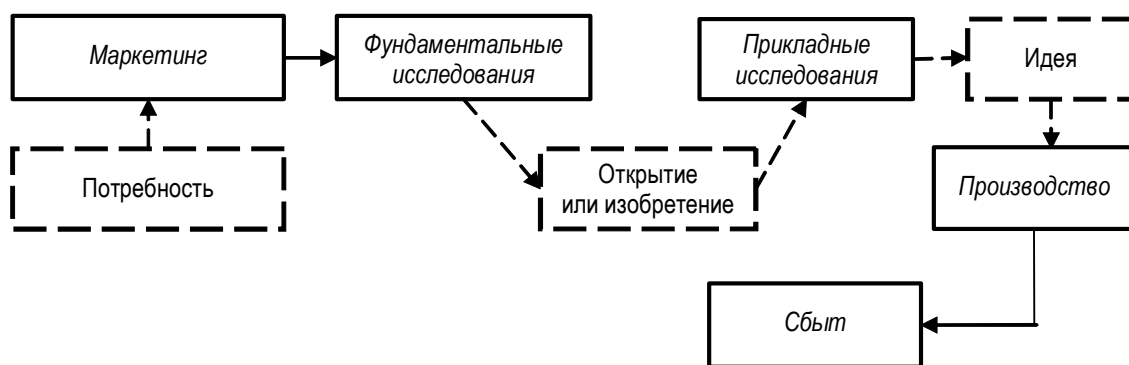 Маркетинг
Фундаментальные
исследования
Прикладные
исследования
Идея
Потребность
Открытие
или изобретение
Производство
Сбыт